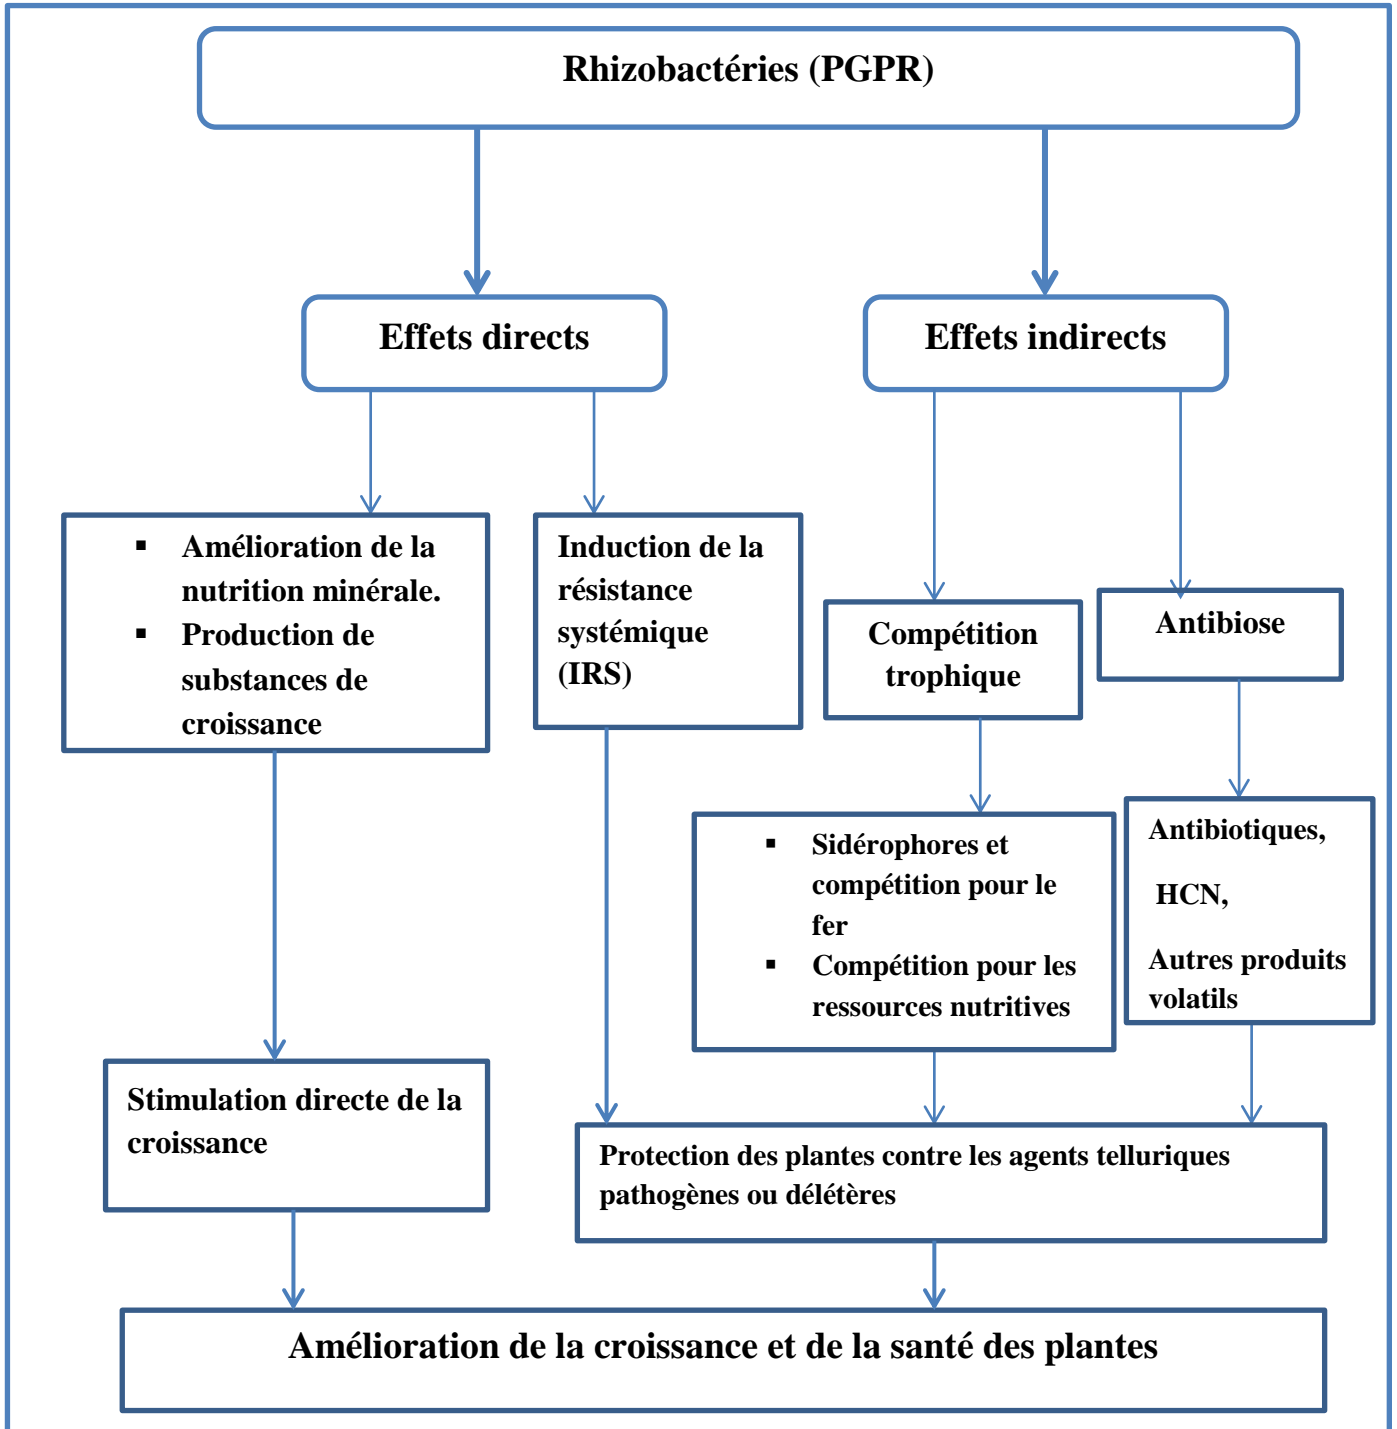 Rhizobactéries (PGPR)
Effets directs
Effets indirects
▪ Amélioration de la
nutrition minérale.
▪ Production de
substances de
croissance
Induction de la
résistance
systémique
(IRS)
Compétition
trophique
Antibiose
▪ Sidérophores et
compétition pour le
fer
▪ Compétition pour les
ressources nutritives
Antibiotiques,
HCN,
Autres produits
volatils
Stimulation directe de la
croissance
Protection des plantes contre les agents telluriques
pathogènes ou délétères
Amélioration de la croissance et de la santé des plantes